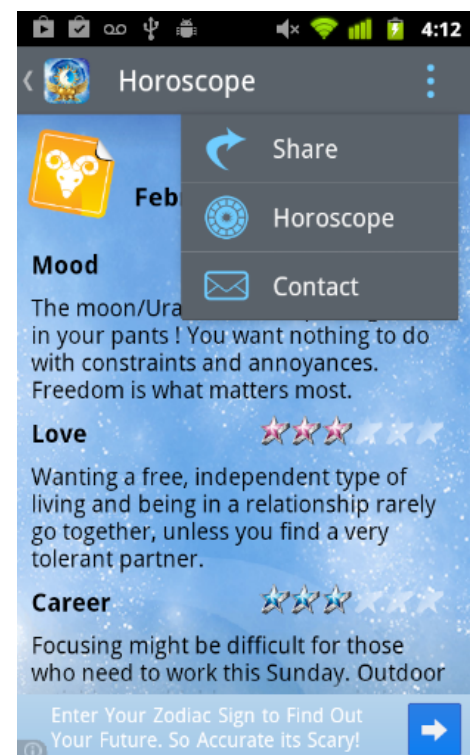 4:12
Horoscope
Share
Feb
Horoscope
Mood
Contact
The moon/Ura
in your pants ! You want nothing to do
with constraints and annoyances.
Freedom is what matters most.
Love
Wanting a free, independent type of
living and being in a relationship rarely
go together, unless you find a very
tolerant partner.
Career
Focusing might be difficult for those
who need to work this Sunday. Outdoor
Enter Your Zodiac Sign to Find Out
Your Future. So Accurate its Scary!